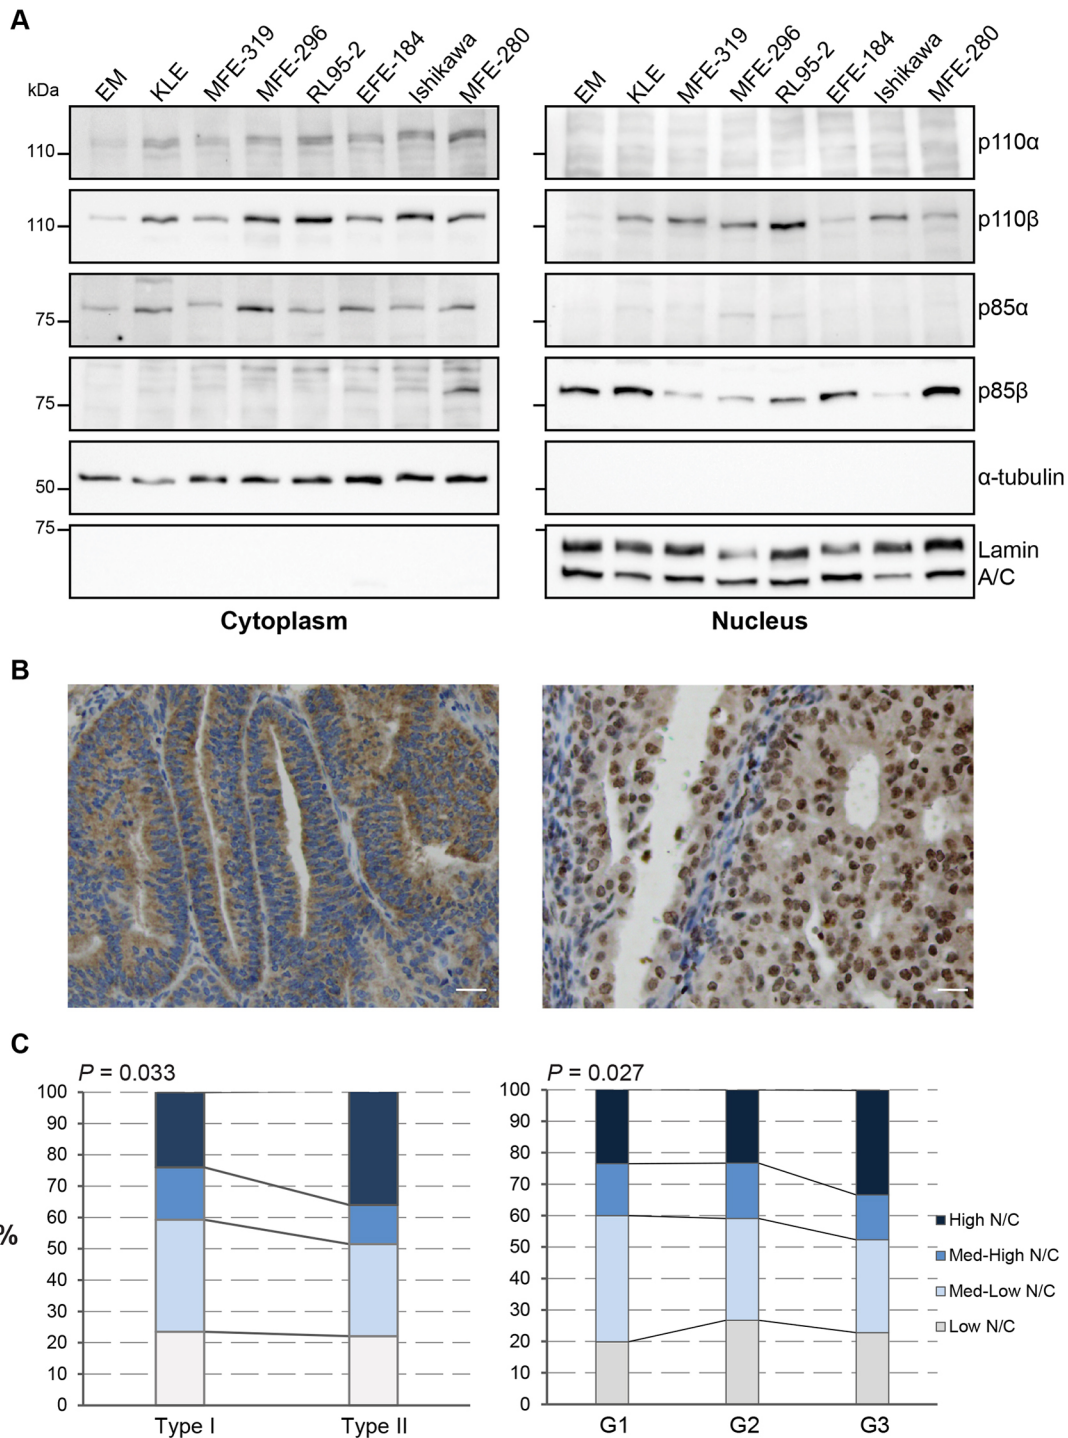 A
EM KLE MFE-319 MFE-296 RL95-2 EFE-184 Ishikawa MFE-280
EM KLE MFE-319 MFE-296 RL95-2 EFE-184 Ishikawa MFE-280
kDa
110
p110α
110
p110β
75
p85α
75
p85β
50
α-tubulin
75
Lamin
A/C
Cytoplasm
Nucleus
B
C
P = 0.033
100
90
80
70
60
50
40
30
20
10
0
%
Type I
Type II
P = 0.027
100
90
80
70
60
50
40
30
20
10
0
G1
G2
G3
High N/C
Med-High N/C
Med-Low N/C
Low N/C